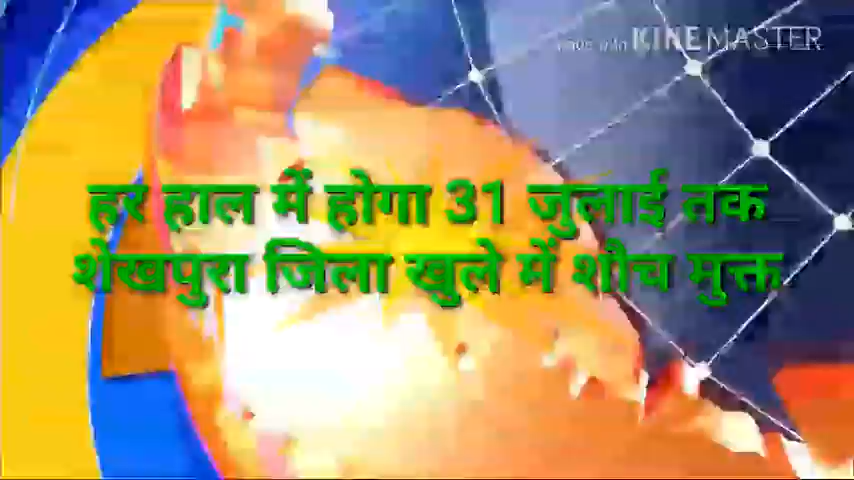 Made with KINEMASTER
हर हाल में होगा 31 जुलाई तक
शेखपुरा जिला खुले में शौच मुक्त